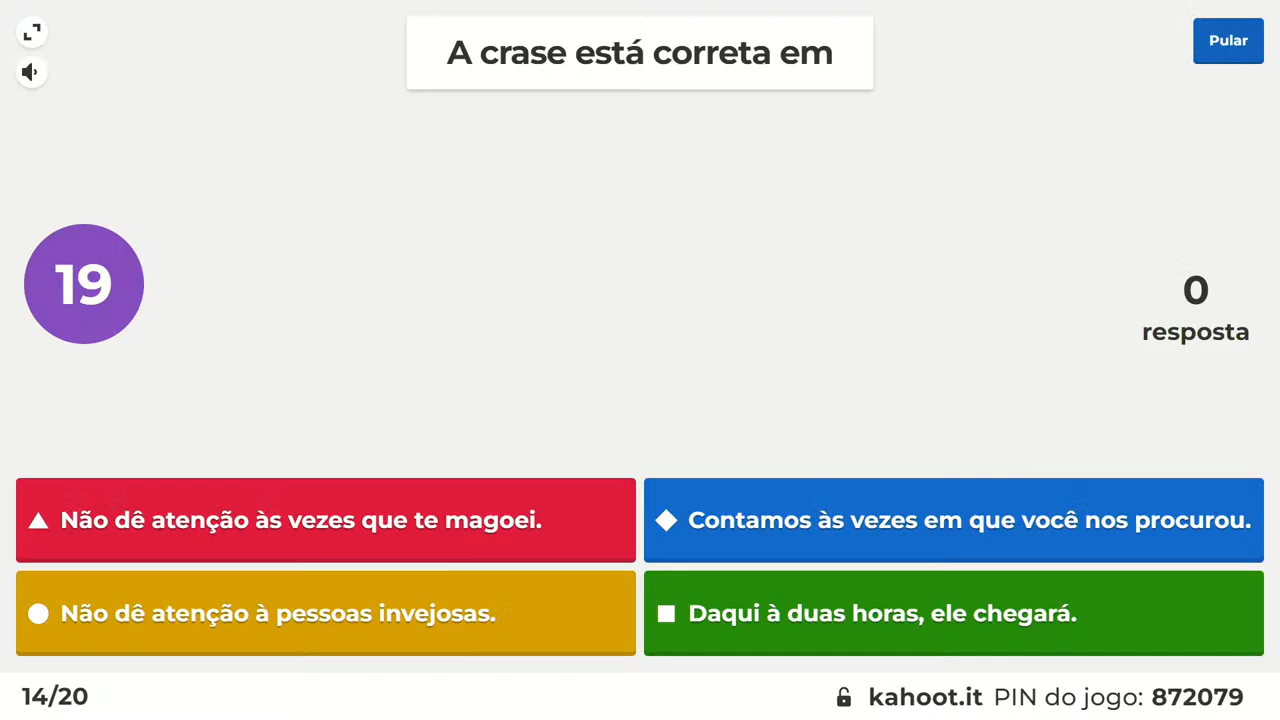 A crase está correta em
Pular
19
0
resposta
Não dê atenção às vezes que te magoei.
Contamos às vezes em que você nos procurou.
Não dê atenção à pessoas invejosas.
Daqui à duas horas, ele chegará.
14/20
kahoot.it PIN do jogo: 872079